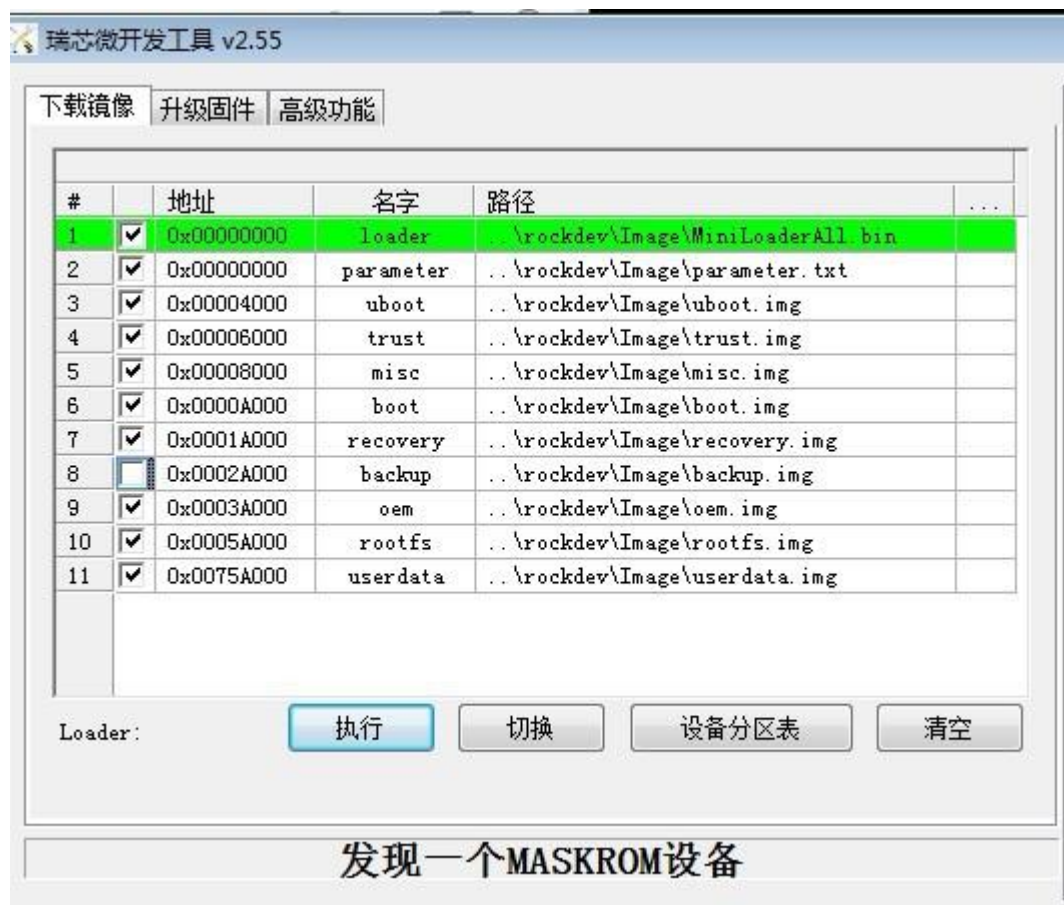 瑞芯微开发工具 v2.55
下载镜像 升级固件 高级功能
# 地址 名字 路径 ...
1 0x00000000 loader ..\rockdev\Image\MiniLoaderAll.bin
2 0x00000000 parameter ..\rockdev\Image\parameter.txt
3 0x00004000 uboot ..\rockdev\Image\uboot.img
4 0x00006000 trust ..\rockdev\Image\trust.img
5 0x00008000 misc ..\rockdev\Image\misc.img
6 0x0000A000 boot ..\rockdev\Image\boot.img
7 0x0001A000 recovery ..\rockdev\Image\recovery.img
8 0x0002A000 backup ..\rockdev\Image\backup.img
9 0x0003A000 oem ..\rockdev\Image\oem.img
10 0x0005A000 rootfs ..\rockdev\Image\rootfs.img
11 0x0075A000 userdata ..\rockdev\Image\userdata.img
Loader: 执行 切换 设备分区表 清空
发现一个MASKROM设备